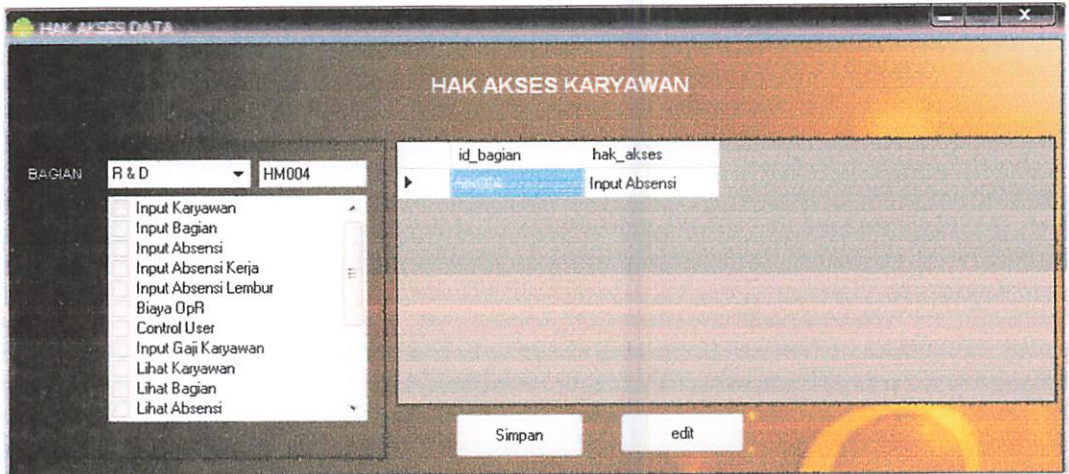 HAK AKSES DATA
HAK AKSES KARYAWAN
BAGIAN R & D HM004
Input Karyawan
Input Bagian
Input Absensi
Input Absensi Kerja
Input Absensi Lembur
Biaya OpR
Control User
Input Gaji Karyawan
Lihat Karyawan
Lihat Bagian
Lihat Absensi
id_bagian hak_akses
HM004 Input Absensi
Simpan edit